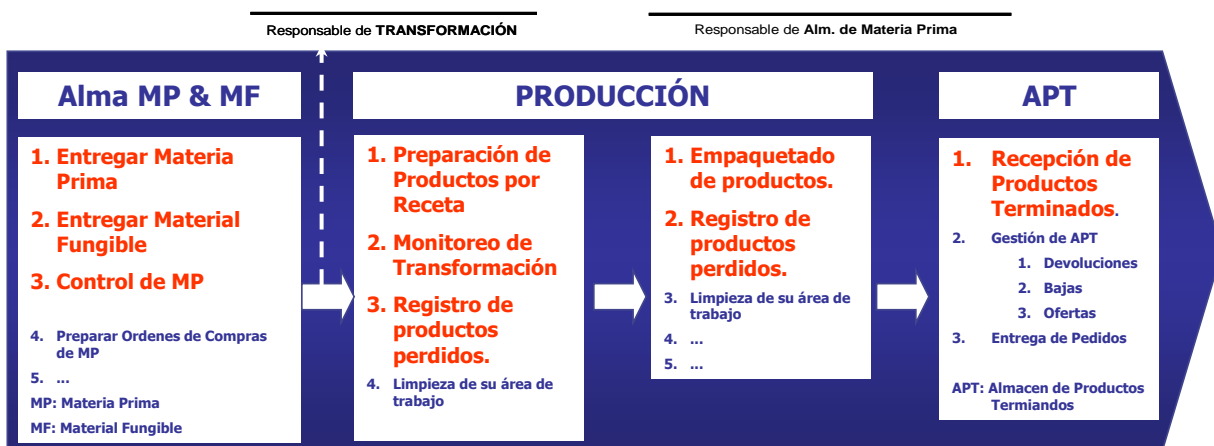 Responsable de TRANSFORMACIÓN
Responsable de Alm. de Materia Prima
Alma MP & MF
1. Entregar Materia
Prima
2. Entregar Material
Fungible
3. Control de MP
4. Preparar Ordenes de Compras
de MP
5. ...
MP: Materia Prima
MF: Material Fungible
PRODUCCIÓN
1. Preparación de
Productos por
Receta
2. Monitoreo de
Transformación
3. Registro de
productos
perdidos.
4. Limpieza de su área de
trabajo
1. Empaquetado
de productos.
2. Registro de
productos
perdidos.
3. Limpieza de su área de
trabajo
4. ...
5. ...
APT
1. Recepción de
Productos
Terminados.
2. Gestión de APT
1. Devoluciones
2. Bajas
3. Ofertas
3. Entrega de Pedidos
APT: Almacen de Productos
Termiandos